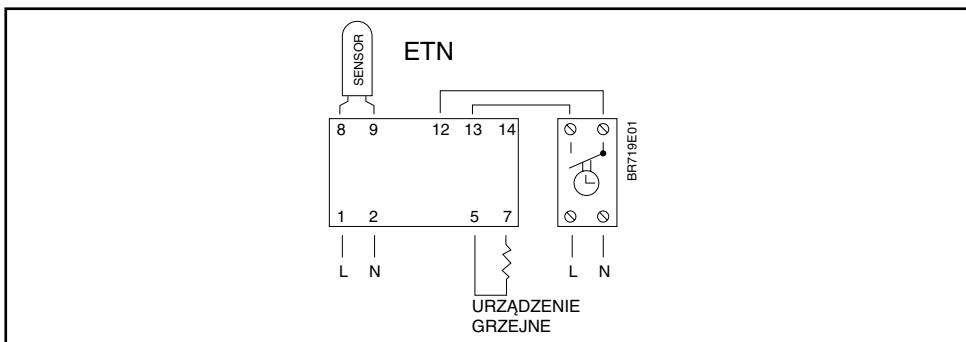 SENSOR
ETN
8 9 12 13 14
BR719E01
1 2 5 7
L N L N
URZĄDZENIE
GRZEJNE